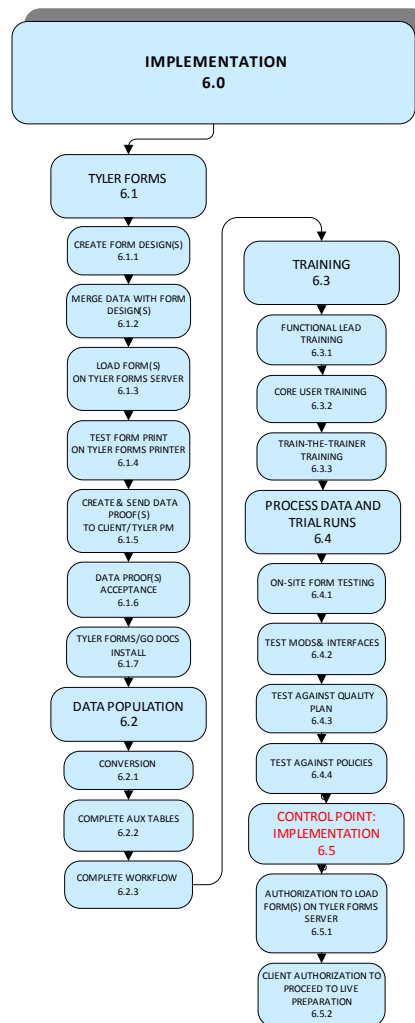 IMPLEMENTATION
6.0
TYLER FORMS
6.1
CREATE FORM DESIGN(S)
6.1.1
MERGE DATA WITH FORM
DESIGN(S)
6.1.2
LOAD FORM(S)
ON TYLER FORMS SERVER
6.1.3
TEST FORM PRINT
ON TYLER FORMS PRINTER
6.1.4
CREATE & SEND DATA
PROOF(S)
TO CLIENT/TYLER PM
6.1.5
DATA PROOF(S)
ACCEPTANCE
6.1.6
TYLER FORMS/GO DOCS
INSTALL
6.1.7
DATA POPULATION
6.2
CONVERSION
6.2.1
COMPLETE AUX TABLES
6.2.2
COMPLETE WORKFLOW
6.2.3
TRAINING
6.3
FUNCTIONAL LEAD
TRAINING
6.3.1
CORE USER TRAINING
6.3.2
TRAIN-THE-TRAINER
TRAINING
6.3.3
PROCESS DATA AND
TRIAL RUNS
6.4
ON-SITE FORM TESTING
6.4.1
TEST MODS& INTERFACES
6.4.2
TEST AGAINST QUALITY
PLAN
6.4.3
TEST AGAINST POLICIES
6.4.4
CONTROL POINT:
IMPLEMENTATION
6.5
AUTHORIZATION TO LOAD
FORM(S) ON TYLER FORMS
SERVER
6.5.1
CLIENT AUTHORIZATION TO
PROCEED TO LIVE
PREPARATION
6.5.2